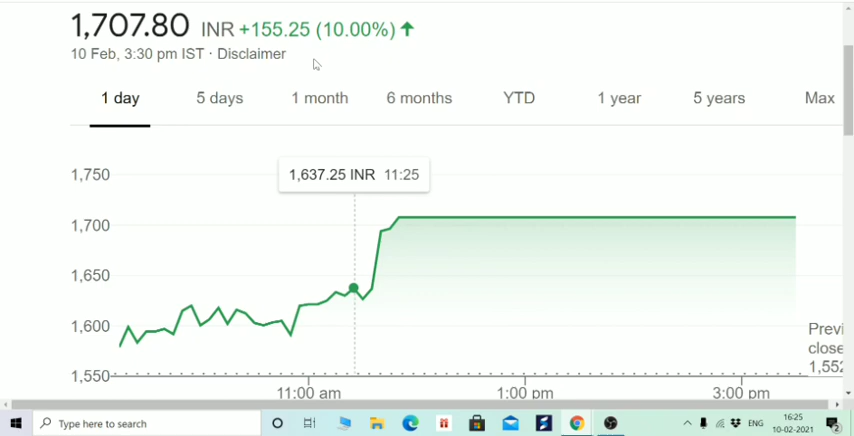 1,707.80 INR +155.25 (10.00%) ↑
10 Feb, 3:30 pm IST · Disclaimer
1 day 5 days 1 month 6 months YTD 1 year 5 years Max
1,637.25 INR 11:25
1,750
1,700
1,650
1,600
1,550
Previ
close
1,552
11:00 am 1:00 pm 3:00 pm
Type here to search
ENG
16:25
10-02-2021
2